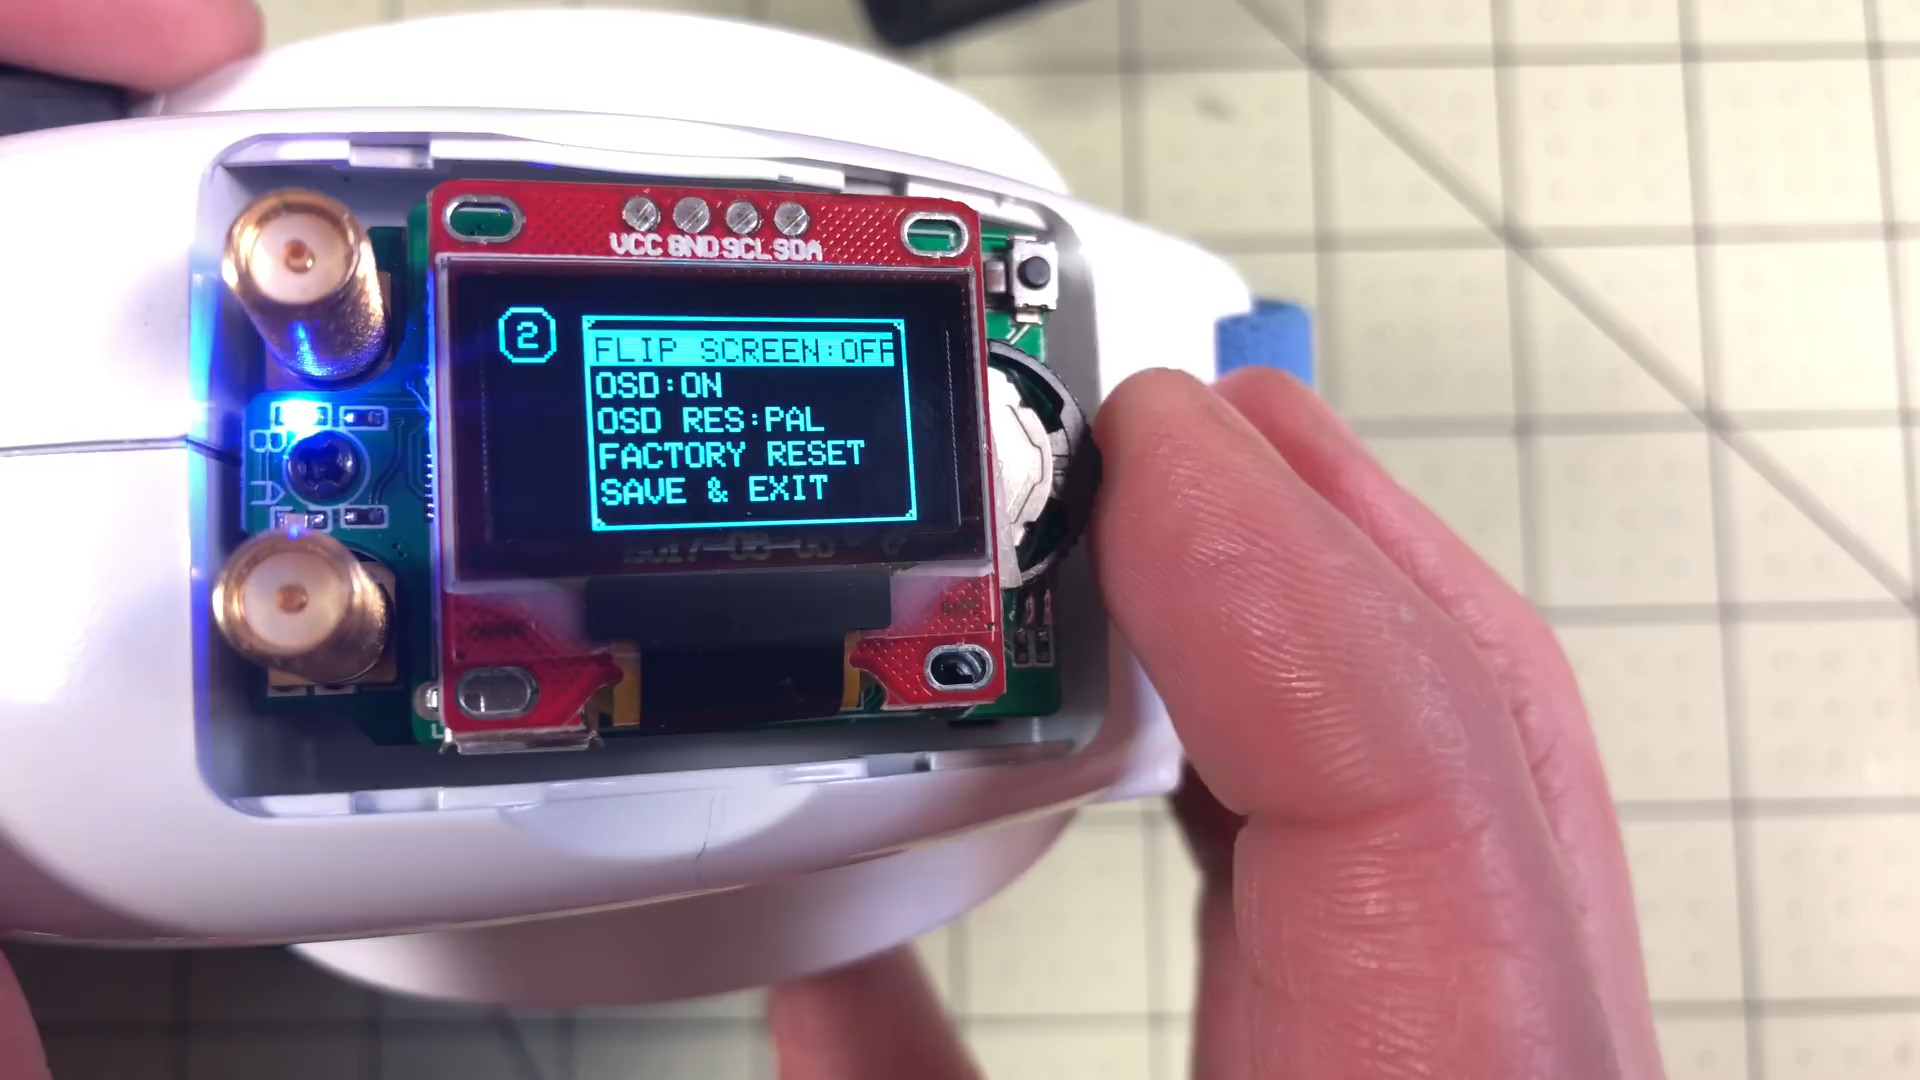 VCC GND SCL SDA
2
FLIP SCREEN:OFF
OSD:ON
OSD RES:PAL
FACTORY RESET
SAVE & EXIT
B
A